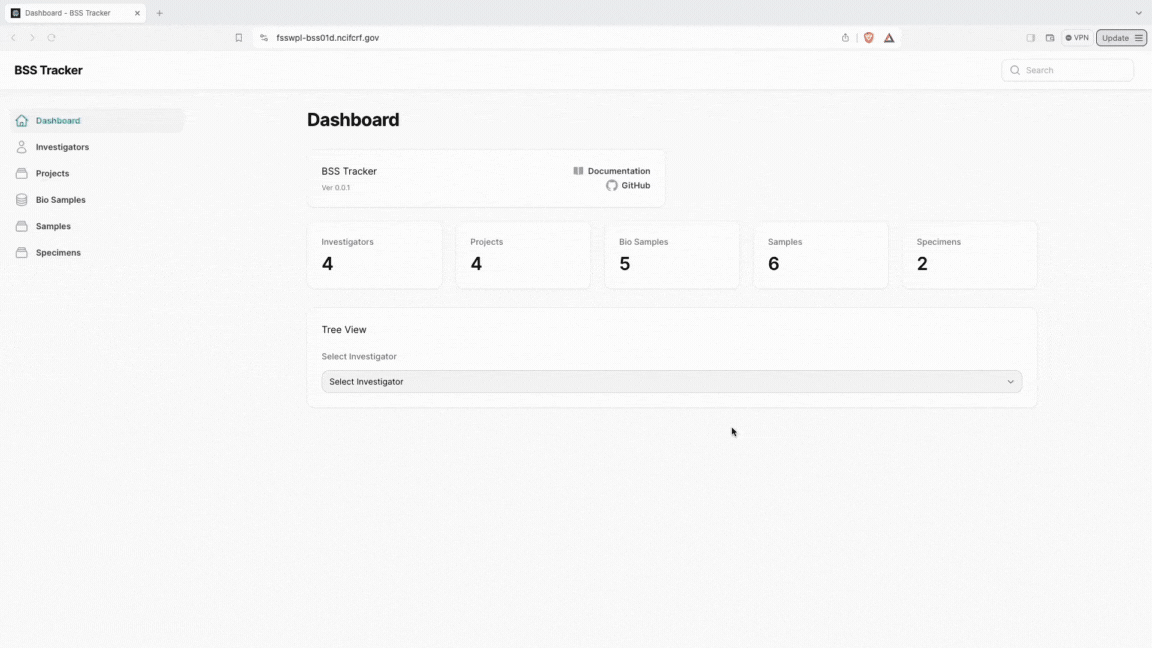 Dashboard - BSS Tracker
fsswpl-bss01d.ncifcrf.gov
VPN
Update
BSS Tracker
Search
Dashboard
Investigators
Projects
Bio Samples
Samples
Specimens
Dashboard
BSS Tracker
Ver 0.0.1
Documentation
GitHub
Investigators
4
Projects
4
Bio Samples
5
Samples
6
Specimens
2
Tree View
Select Investigator
Select Investigator